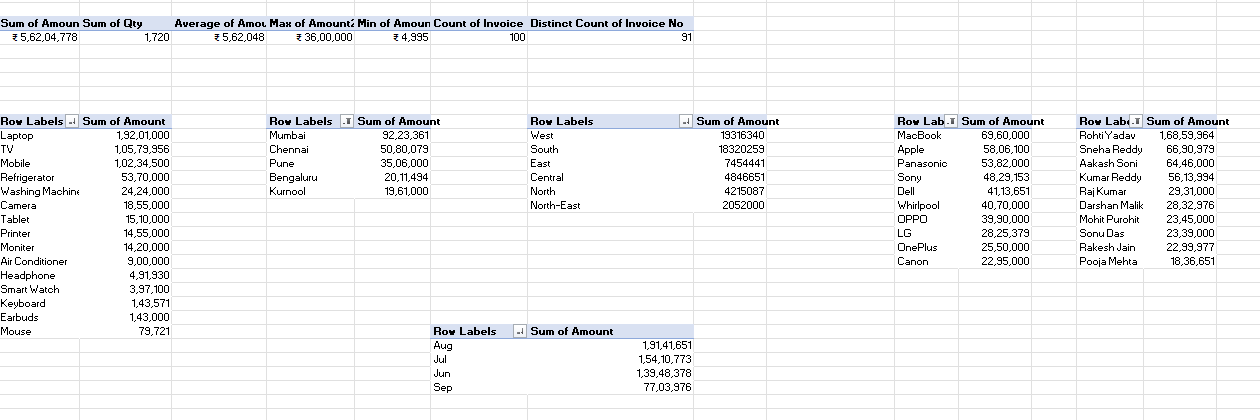 Sum of Amoun Sum of Qty Average of Amou Max of Amount2 Min of Amoun Count of Invoice Distinct Count of Invoice No
₹ 5,62,04,778 1,720 ₹ 5,62,048 ₹ 36,00,000 ₹ 4,995 100 91
Row Labels Sum of Amount Row Labels Sum of Amount Row Labels Sum of Amount Row Lab Sum of Amount Row Labe Sum of Amount
Laptop 1,92,01,000 Mumbai 92,23,361 West 19316340 MacBook 69,60,000 Rohti Yadav 1,68,59,964
TV 1,05,79,956 Chennai 50,80,079 South 18320259 Apple 58,06,100 Sneha Reddy 66,90,979
Mobile 1,02,34,500 Pune 35,06,000 East 7454441 Panasonic 53,82,000 Aakash Soni 64,46,000
Refrigerator 53,70,000 Bengaluru 20,11,494 Central 4846651 Sony 48,29,153 Kumar Reddy 56,13,994
Washing Machine 24,24,000 Kurnool 19,61,000 North 4215087 Dell 41,13,651 Raj Kumar 29,31,000
Camera 18,55,000 North-East 2052000 Whirlpool 40,70,000 Darshan Malik 28,32,976
Tablet 15,10,000 OPPO 39,90,000 Mohit Purohit 23,45,000
Printer 14,55,000 LG 28,25,379 Sonu Das 23,39,000
Moniter 14,20,000 OnePlus 25,50,000 Rakesh Jain 22,99,977
Air Conditioner 9,00,000 Canon 22,95,000 Pooja Mehta 18,36,651
Headphone 4,91,930
Smart Watch 3,97,100
Keyboard 1,43,571
Earbuds 1,43,000
Mouse 79,721 Row Labels Sum of Amount
Aug 1,91,41,651
Jul 1,54,10,773
Jun 1,39,48,378
Sep 77,03,976